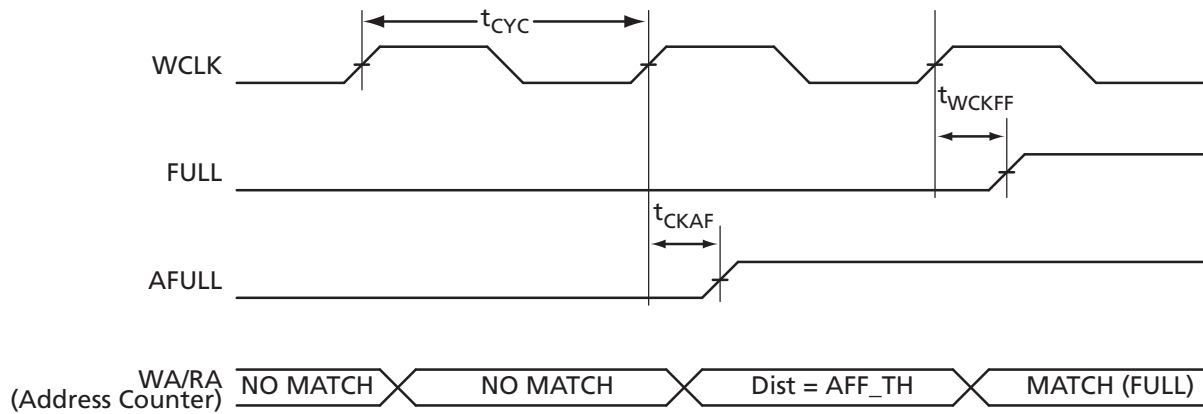 tCYC
WCLK
tWCKFF
FULL
tCKAF
AFULL
WA/RA
(Address Counter)
NO MATCH
NO MATCH
Dist = AFF_TH
MATCH (FULL)